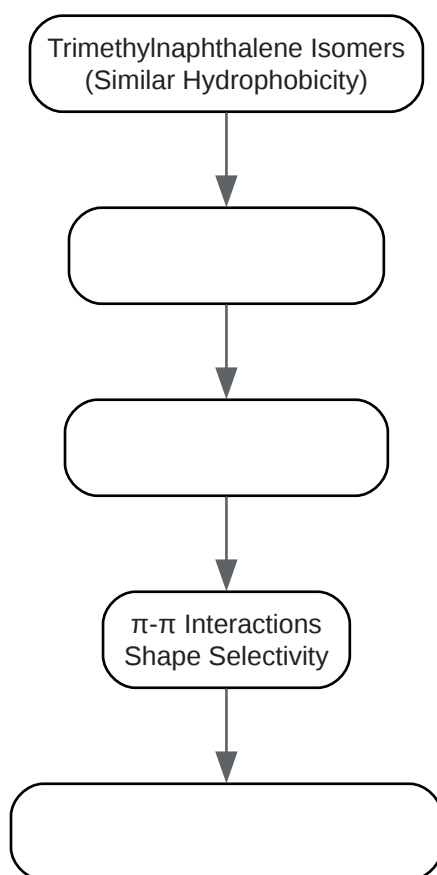 Trimethylnaphthalene Isomers
(Similar Hydrophobicity)
π-π Interactions
Shape Selectivity